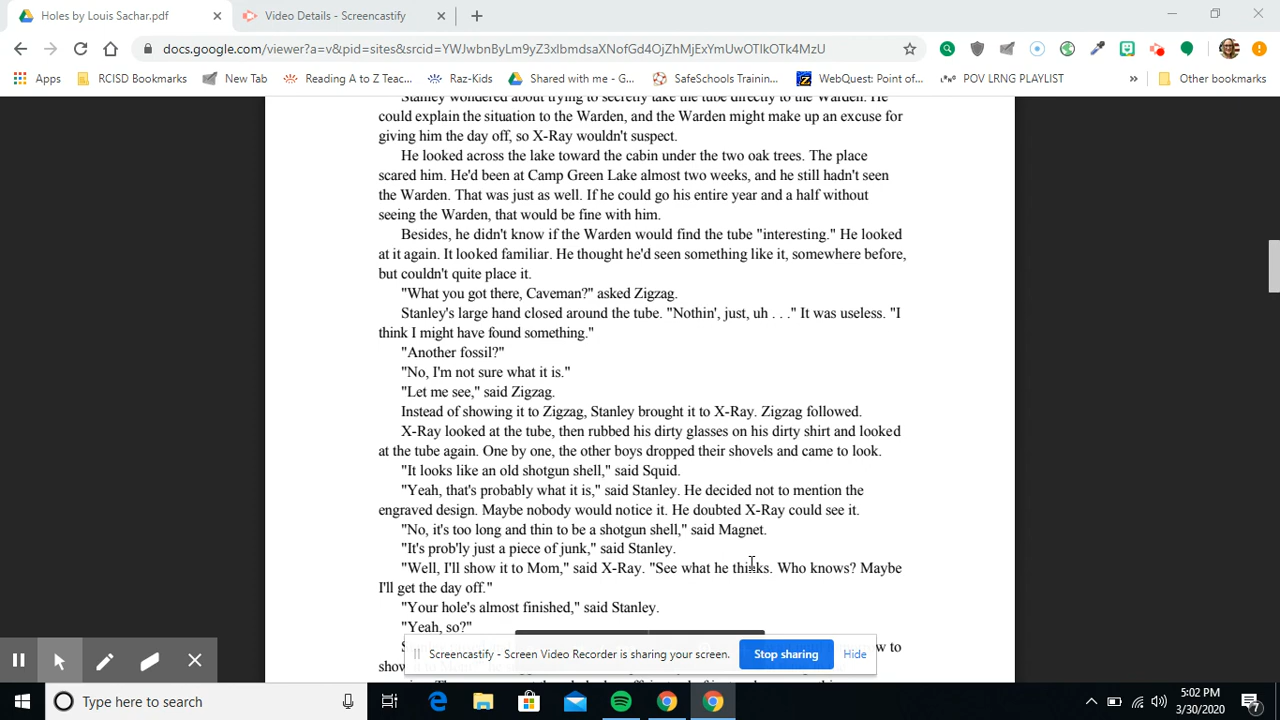 Holes by Louis Sachar.pdf
Video Details - Screencastify
docs.google.com/viewer?a=v&pid=sites&srcid=YWJwbnByLm9yZ3xlbmdsaXNofGd4OjZhMjExYmUwOTlkOTk4MzU
Apps
RCISD Bookmarks
New Tab
Reading A to Z Teac...
Raz-Kids
Shared with me - G...
SafeSchools Trainin...
WebQuest: Point of...
POV LRNG PLAYLIST
»
Other bookmarks
Stanley wondered about trying to secretly take the tube directly to the Warden. He
could explain the situation to the Warden, and the Warden might make up an excuse for
giving him the day off, so X-Ray wouldn't suspect.
He looked across the lake toward the cabin under the two oak trees. The place
scared him. He'd been at Camp Green Lake almost two weeks, and he still hadn't seen
the Warden. That was just as well. If he could go his entire year and a half without
seeing the Warden, that would be fine with him.
Besides, he didn't know if the Warden would find the tube "interesting." He looked
at it again. It looked familiar. He thought he'd seen something like it, somewhere before,
but couldn't quite place it.
"What you got there, Caveman?" asked Zigzag.
Stanley's large hand closed around the tube. "Nothin', just, uh . . ." It was useless. "I
think I might have found something."
"Another fossil?"
"No, I'm not sure what it is."
"Let me see," said Zigzag.
Instead of showing it to Zigzag, Stanley brought it to X-Ray. Zigzag followed.
X-Ray looked at the tube, then rubbed his dirty glasses on his dirty shirt and looked
at the tube again. One by one, the other boys dropped their shovels and came to look.
"It looks like an old shotgun shell," said Squid.
"Yeah, that's probably what it is," said Stanley. He decided not to mention the
engraved design. Maybe nobody would notice it. He doubted X-Ray could see it.
"No, it's too long and thin to be a shotgun shell," said Magnet.
"It's prob'ly just a piece of junk," said Stanley.
"Well, I'll show it to Mom," said X-Ray. "See what he thinks. Who knows? Maybe
I'll get the day off."
"Your hole's almost finished," said Stanley.
"Yeah, so?"
Screencastify - Screen Video Recorder is sharing your screen.
Stop sharing
Hide
Type here to search
5:02 PM
3/30/2020
7